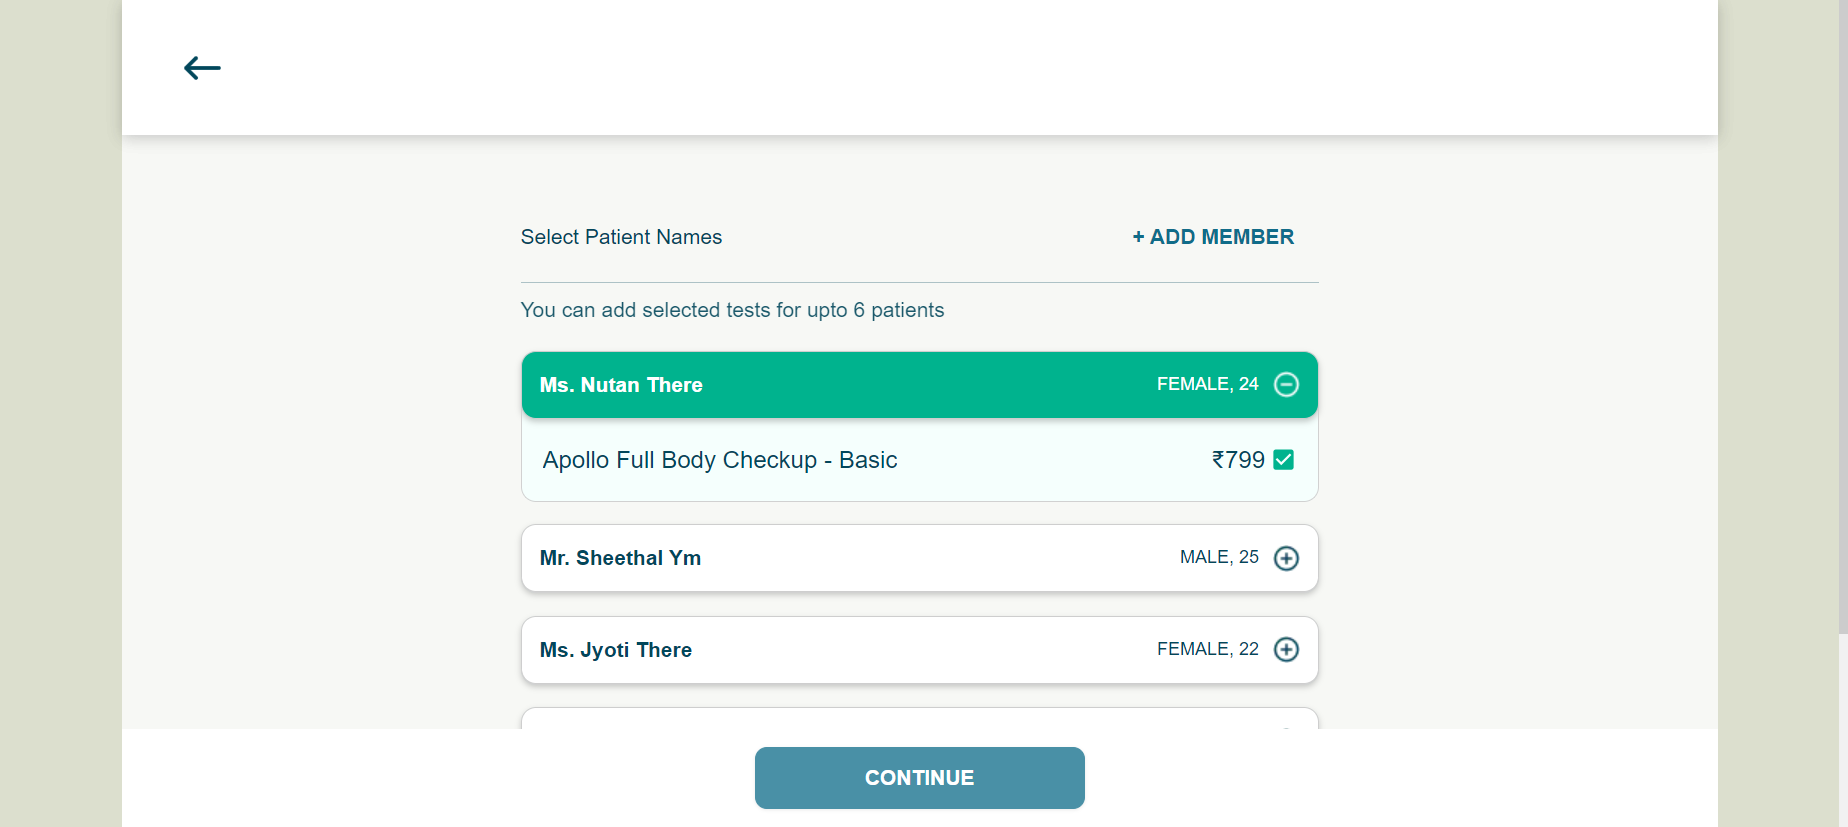 Select Patient Names
+ ADD MEMBER
You can add selected tests for upto 6 patients
Ms. Nutan There
FEMALE, 24
Apollo Full Body Checkup - Basic
₹799
Mr. Sheethal Ym
MALE, 25
Ms. Jyoti There
FEMALE, 22
CONTINUE